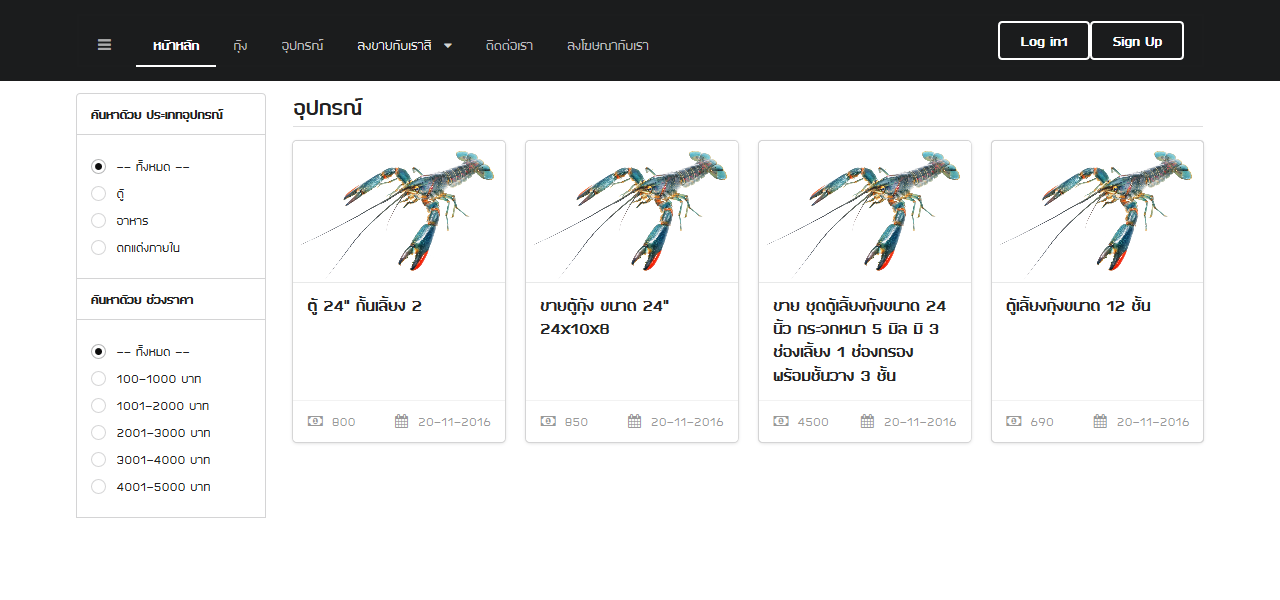 หน้าหลัก กุ้ง อุปกรณ์ ลงขายกับเราสิ ติดต่อเรา ลงโฆษณากับเรา Log in1 Sign Up
ค้นหาด้วย ประเภทอุปกรณ์
-- ทั้งหมด --
ตู้
อาหาร
ตกแต่งภายใน
ค้นหาด้วย ช่วงราคา
-- ทั้งหมด --
100-1000 บาท
1001-2000 บาท
2001-3000 บาท
3001-4000 บาท
4001-5000 บาท
อุปกรณ์
ตู้ 24" กั้นเลี้ยง 2
800 20-11-2016
ขายตู้กุ้ง ขนาด 24"
24x10x8
850 20-11-2016
ขาย ชุดตู้เลี้ยงกุ้งขนาด 24
นิ้ว กระจกหนา 5 มิล มี 3
ช่องเลี้ยง 1 ช่องกรอง
พร้อมชั้นวาง 3 ชั้น
4500 20-11-2016
ตู้เลี้ยงกุ้งขนาด 12 ชั้น
690 20-11-2016